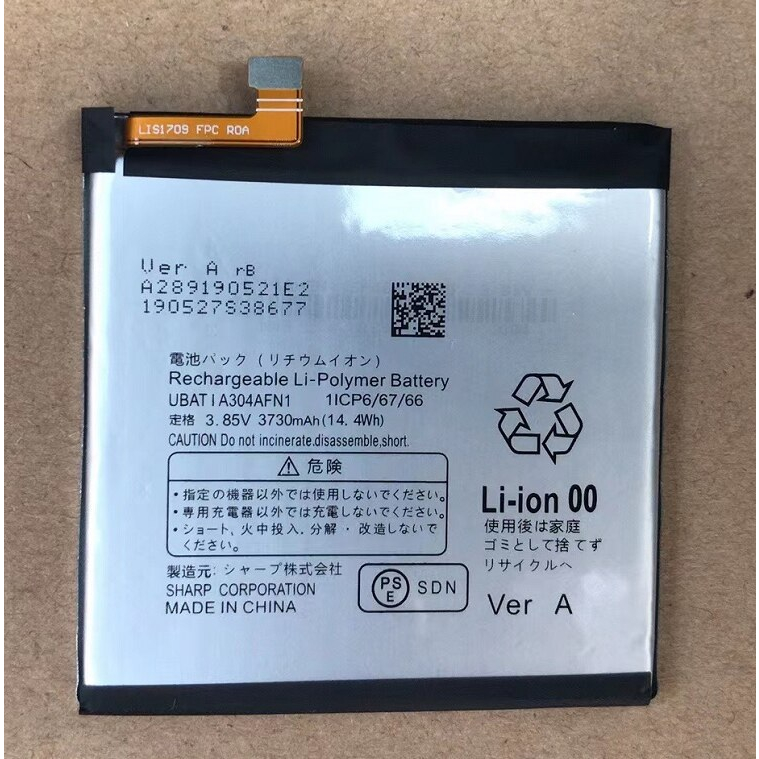 LIS1709 FPC ROA
Ver A rB
A289190521E2
190527S38677
電池パック (リチウムイオン)
Rechargeable Li-Polymer Battery
UBATIA304AFN1 1ICP6/67/66
定格 3.85V 3730mAh(14.4Wh)
CAUTION Do not incinerate.disassemble,short.
⚠ 危険
・指定の機器以外では使用しないでください。
・専用充電器以外では充電しないでください。
・ショート、火中投入.分解・改造しないで
ください。
製造元: シャープ株式会社
SHARP CORPORATION
MADE IN CHINA
PS
E
SDN
Li-ion 00
使用後は家庭
ゴミとして捨てず
リサイクルへ
Ver A